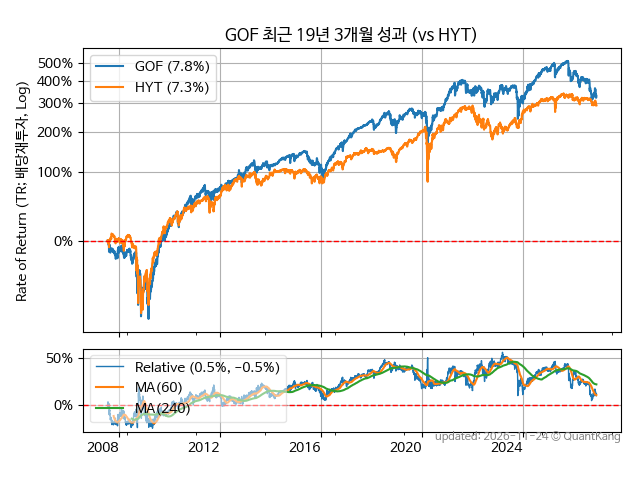 GOF 최근 19년 3개월 성과 (vs HYT)
Rate of Return (TR; 배당재투자, Log)
500%
400%
300%
200%
100%
0%
GOF (7.8%)
HYT (7.3%)
50%
0%
Relative (0.5%, −0.5%)
MA(60)
MA(240)
2008
2012
2016
2020
2024
updated: 2026-11-24 © QuantKang